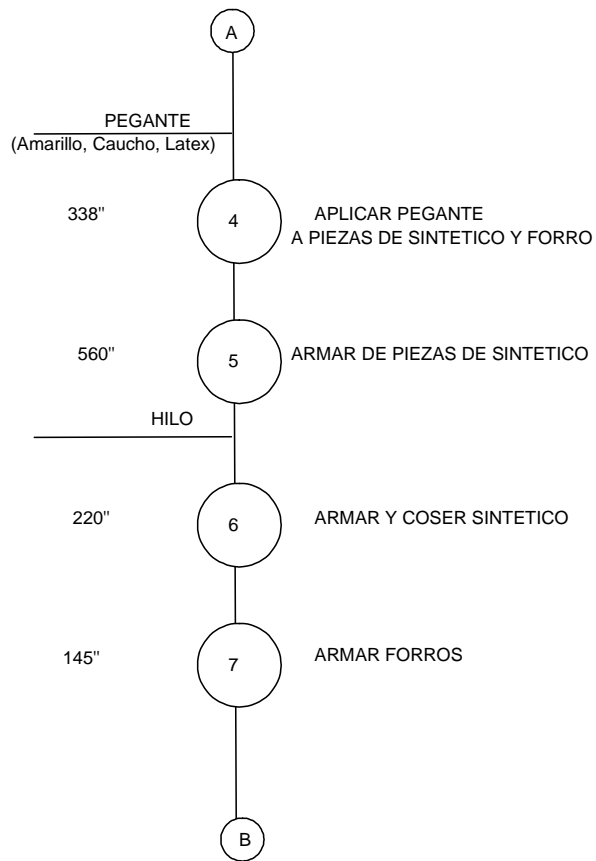 A
PEGANTE
(Amarillo, Caucho, Latex)
338" 4 APLICAR PEGANTE
A PIEZAS DE SINTETICO Y FORRO
560" 5 ARMAR DE PIEZAS DE SINTETICO
HILO
220" 6 ARMAR Y COSER SINTETICO
145" 7 ARMAR FORROS
B